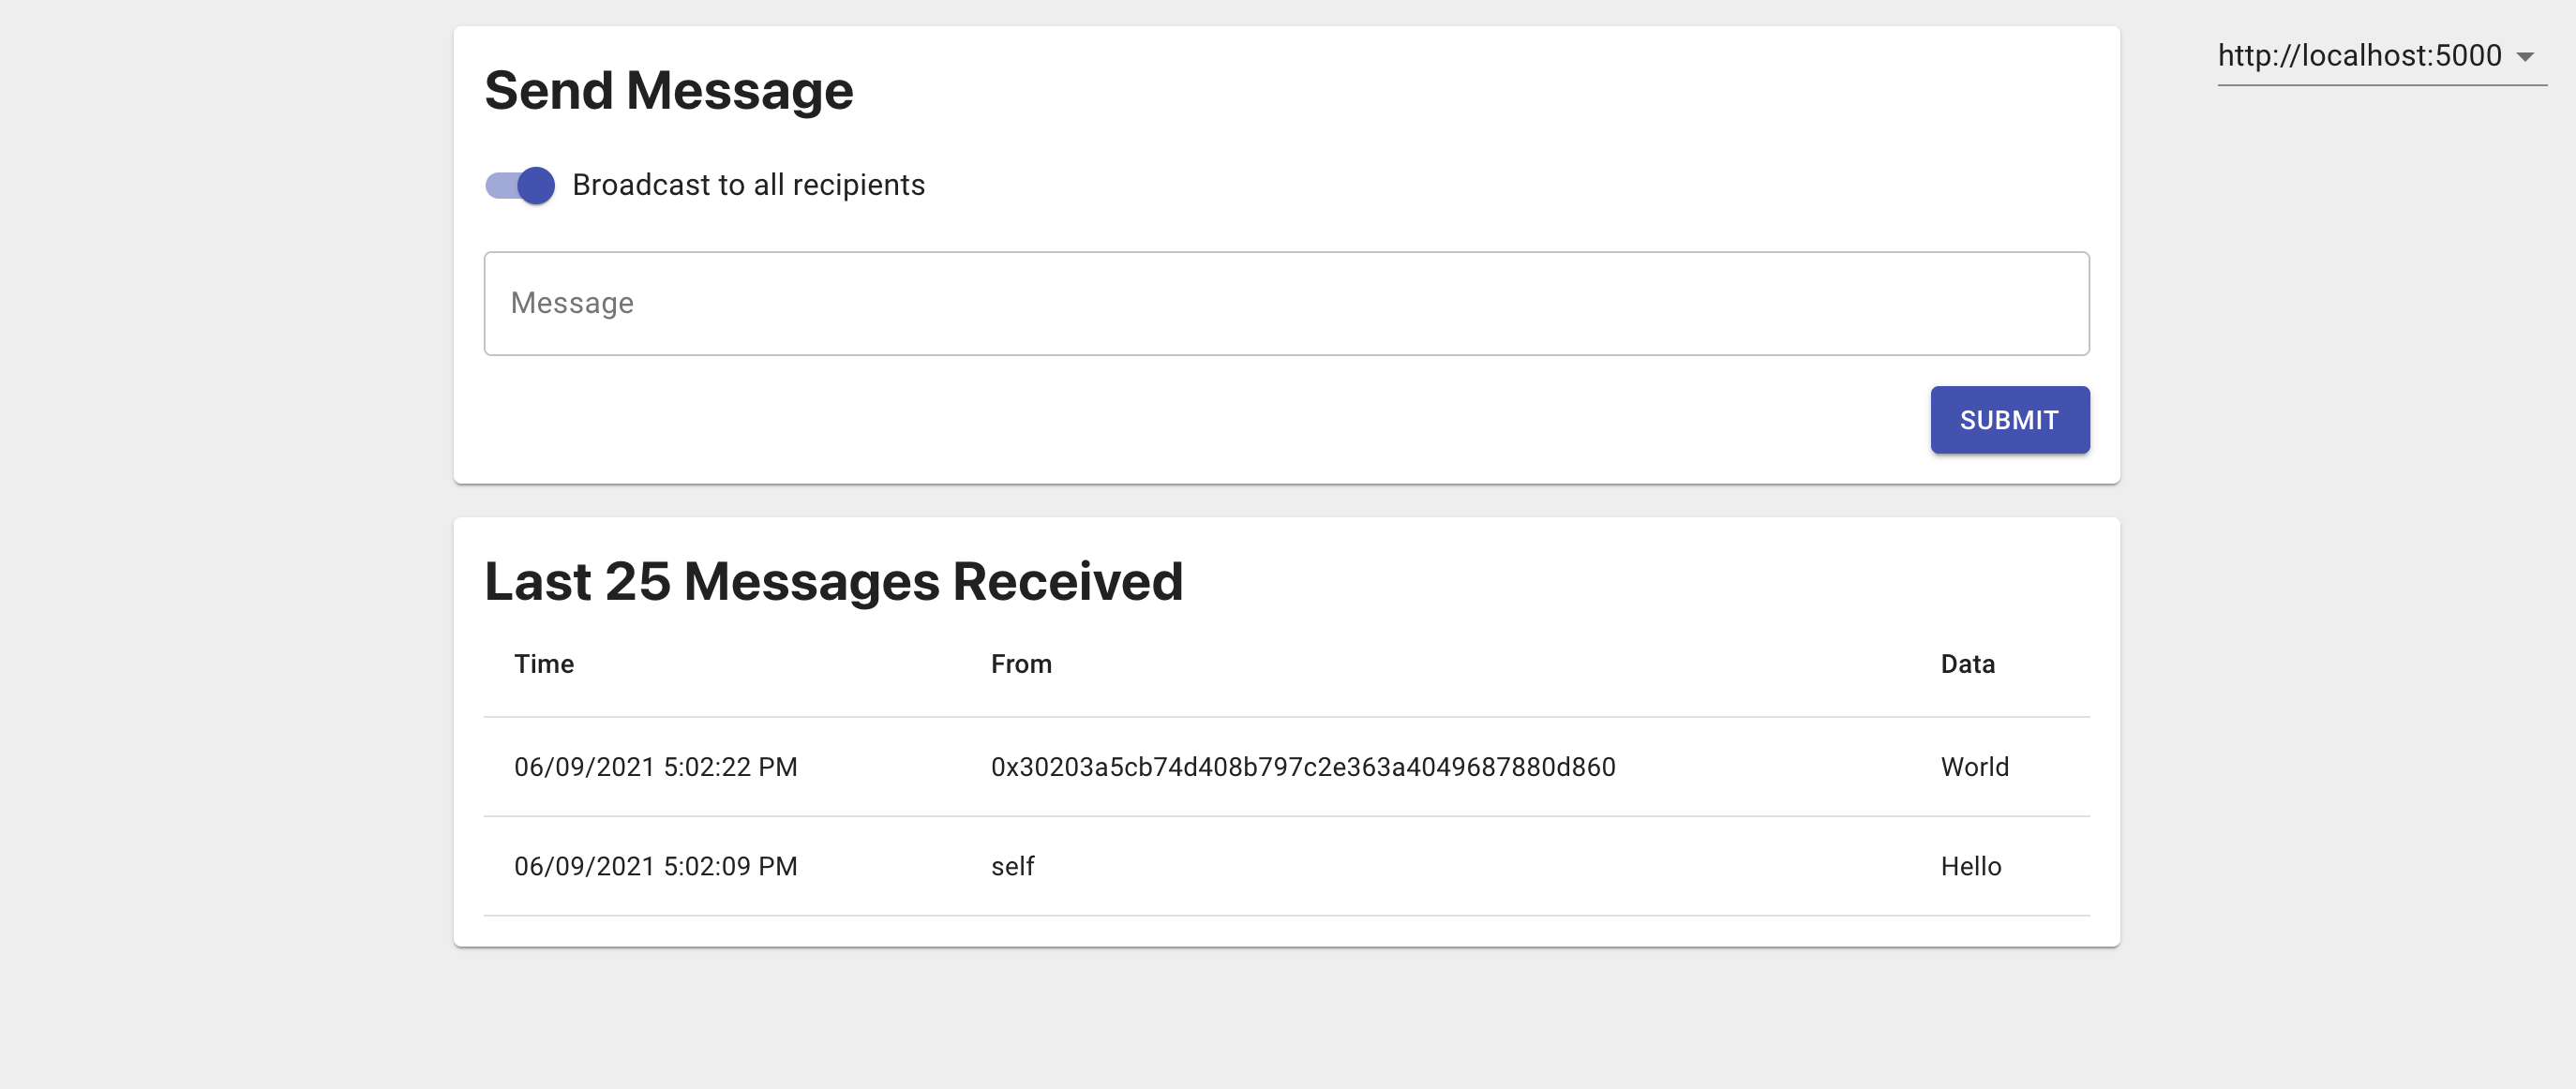 http://localhost:5000
Send Message
Broadcast to all recipients
Message
SUBMIT
Last 25 Messages Received
Time From Data
06/09/2021 5:02:22 PM 0x30203a5cb74d408b797c2e363a4049687880d860 World
06/09/2021 5:02:09 PM self Hello